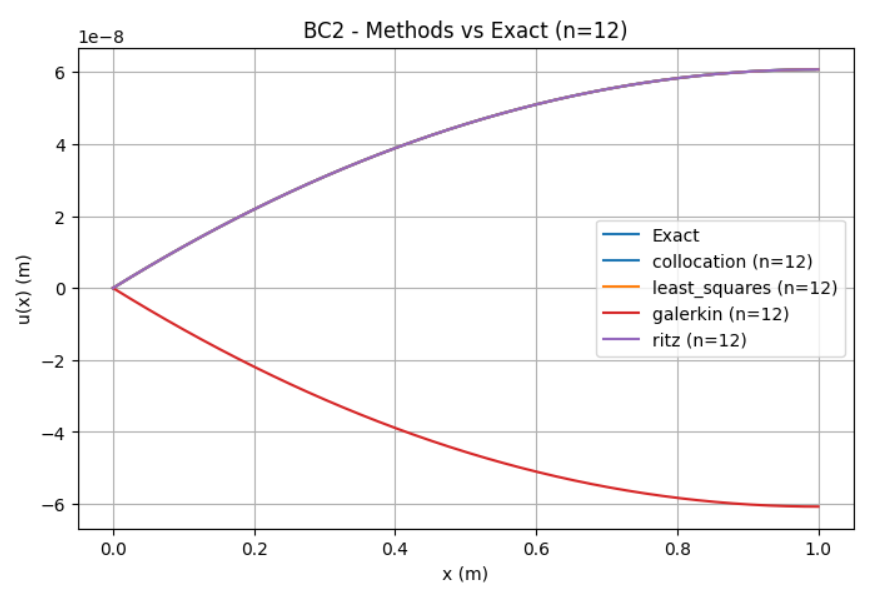 BC2 - Methods vs Exact (n=12)
1e−8
6
4
2
0
−2
−4
−6
u(x) (m)
Exact
collocation (n=12)
least_squares (n=12)
galerkin (n=12)
ritz (n=12)
0.0 0.2 0.4 0.6 0.8 1.0
x (m)